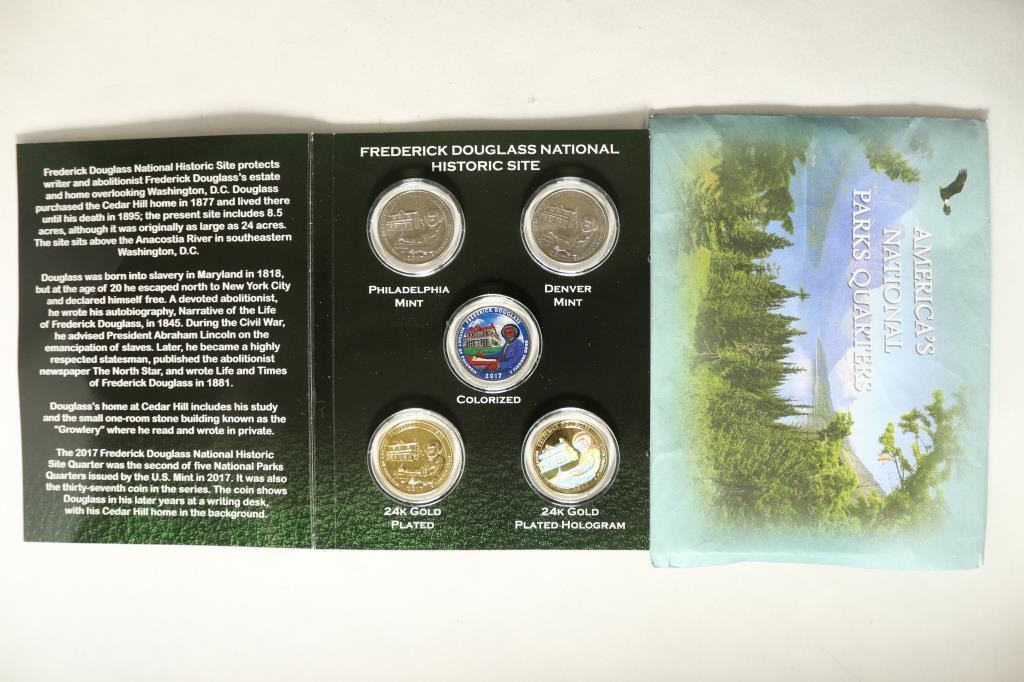 Frederick Douglass National Historic Site protects
writer and abolitionist Frederick Douglass's estate
and home overlooking Washington, D.C. Douglass
purchased the Cedar Hill home in 1877 and lived there
until his death in 1895; the present site includes 8.5
acres, although it was originally as large as 24 acres.
The site sits above the Anacostia River in southeastern
Washington, D.C.
Douglass was born into slavery in Maryland in 1818,
but at the age of 20 he escaped north to New York City
and declared himself free. A devoted abolitionist,
he wrote his autobiography, Narrative of the Life
of Frederick Douglass, in 1845. During the Civil War,
he advised President Abraham Lincoln on the
emancipation of slaves. Later, he became a highly
respected statesman, published the abolitionist
newspaper The North Star, and wrote Life and Times
of Frederick Douglass in 1881.
Douglass's home at Cedar Hill includes his study
and the small one-room stone building known as the
"Growlery" where he read and wrote in private.
The 2017 Frederick Douglass National Historic
Site Quarter was the second of five National Parks
Quarters issued by the U.S. Mint in 2017. It was also
the thirty-seventh coin in the series. The coin shows
Douglass in his later years at a writing desk,
with his Cedar Hill home in the background.
FREDERICK DOUGLASS NATIONAL
HISTORIC SITE
PHILADELPHIA
MINT
DENVER
MINT
FREDERICK DOUGLASS
2017
COLORIZED
24K GOLD
PLATED
24K GOLD
PLATED HOLOGRAM
AMERICA'S
NATIONAL
PARKS QUARTERS